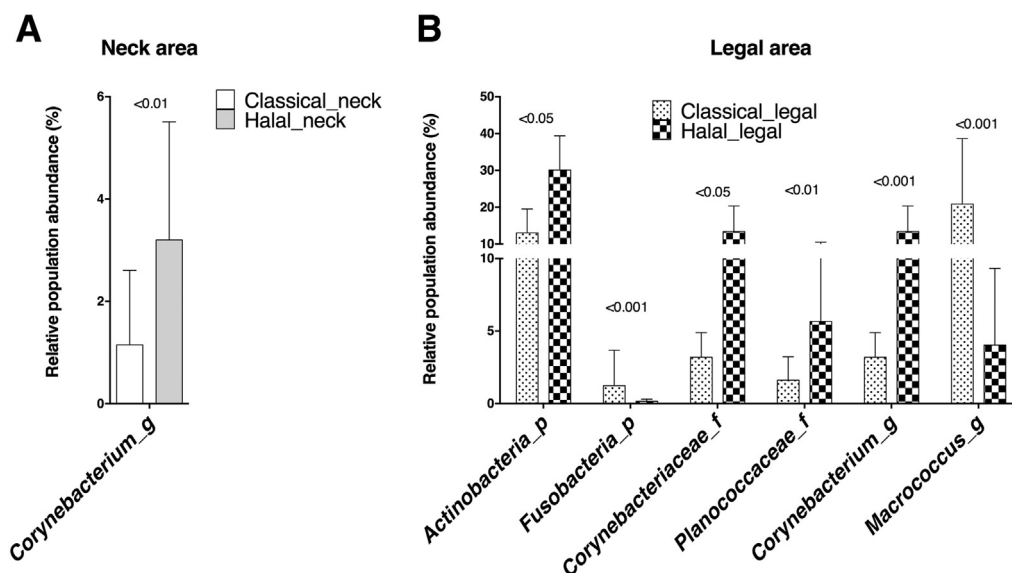 A
Neck area
Relative population abundance (%)
6
4
2
0
<0.01
Classical_neck
Halal_neck
Corynebacterium_g
B
Legal area
Relative population abundance (%)
50
40
30
20
10
10
5
0
Classical_legal
Halal_legal
<0.05
<0.001
<0.05
<0.01
<0.001
<0.001
Actinobacteria_p
Fusobacteria_p
Corynebacteriaceae_f
Planococcaceae_f
Corynebacterium_g
Macrococcus_g